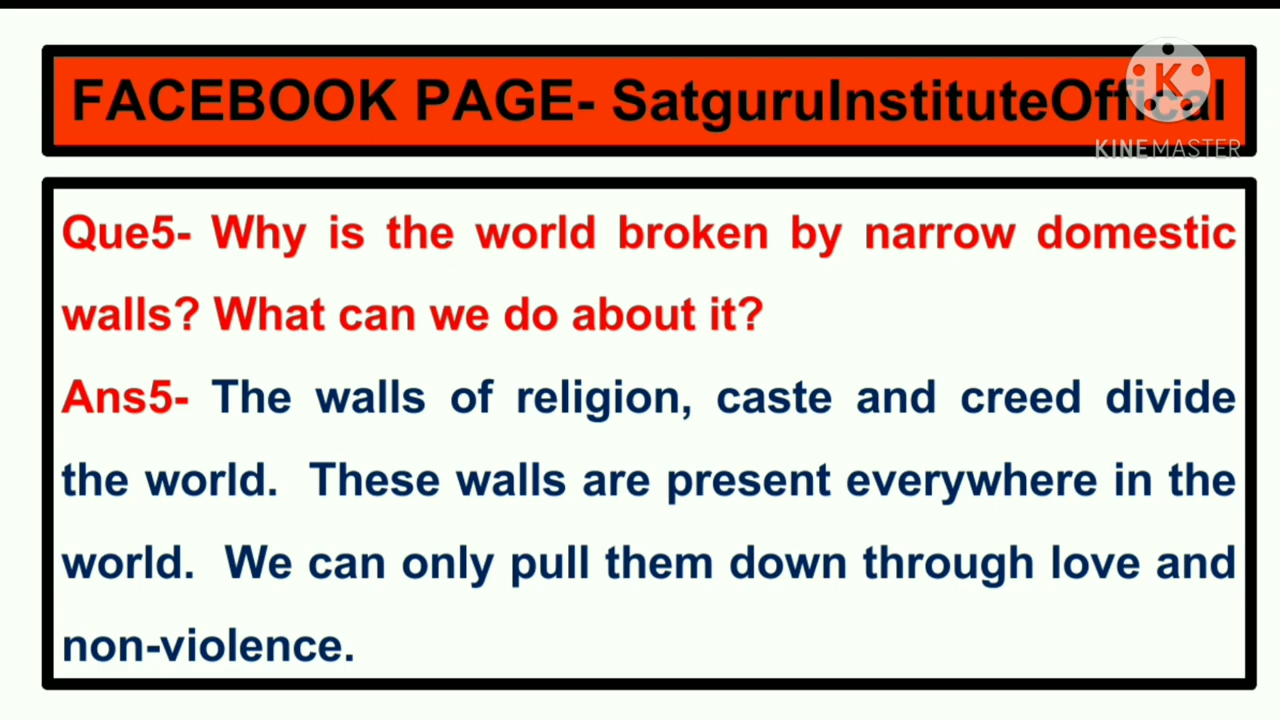 FACEBOOK PAGE- SatguruInstituteOffical
K
KINEMASTER
Que5- Why is the world broken by narrow domestic
walls? What can we do about it?
Ans5- The walls of religion, caste and creed divide
the world. These walls are present everywhere in the
world. We can only pull them down through love and
non-violence.